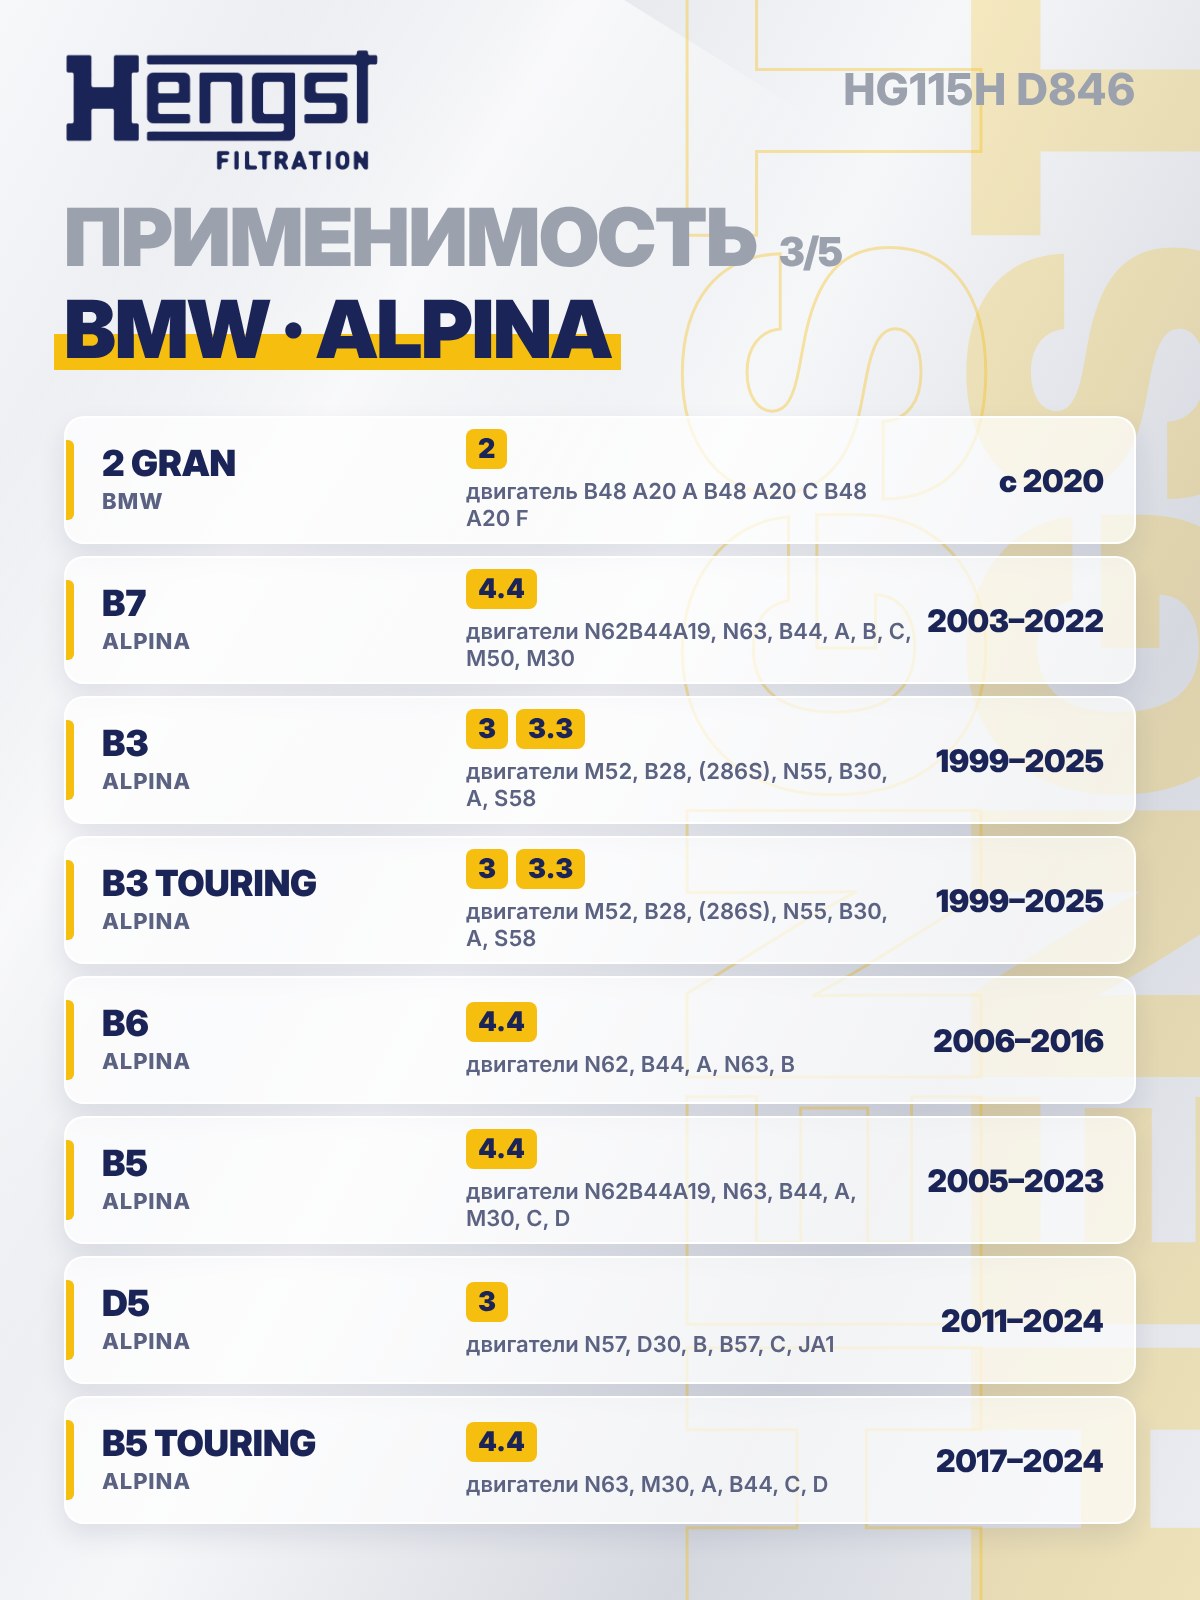 Hengst
FILTRATION
HG115H D846
ПРИМЕНИМОСТЬ 3/5
BMW · ALPINA
2 GRAN
BMW
2
двигатель B48 A20 A B48 A20 C B48
A20 F
с 2020
B7
ALPINA
4.4
двигатели N62B44A19, N63, B44, A, B, C,
M50, M30
2003–2022
B3
ALPINA
3 3.3
двигатели M52, B28, (286S), N55, B30,
A, S58
1999–2025
B3 TOURING
ALPINA
3 3.3
двигатели M52, B28, (286S), N55, B30,
A, S58
1999–2025
B6
ALPINA
4.4
двигатели N62, B44, A, N63, B
2006–2016
B5
ALPINA
4.4
двигатели N62B44A19, N63, B44, A,
M30, C, D
2005–2023
D5
ALPINA
3
двигатели N57, D30, B, B57, C, JA1
2011–2024
B5 TOURING
ALPINA
4.4
двигатели N63, M30, A, B44, C, D
2017–2024
HENGST
HENGST